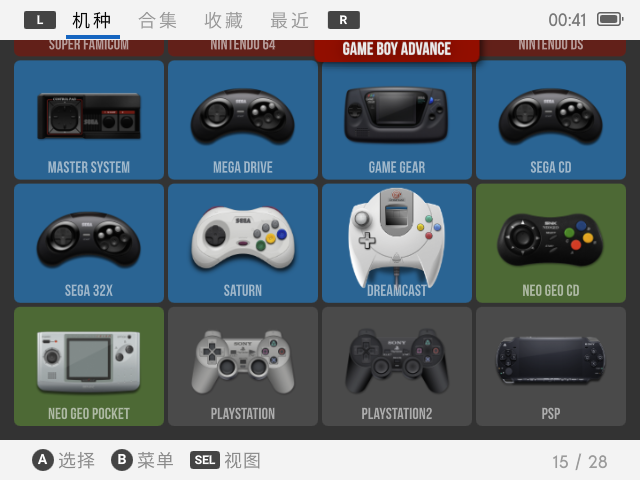 L 机种 合集 收藏 最近 R 00:41
SUPER FAMICOM NINTENDO 64 GAME BOY ADVANCE NINTENDO DS
MASTER SYSTEM MEGA DRIVE GAME GEAR SEGA CD
SEGA 32X SATURN DREAMCAST NEO GEO CD
NEO GEO POCKET PLAYSTATION PLAYSTATION2 PSP
A 选择 B 菜单 SEL 视图 15 / 28